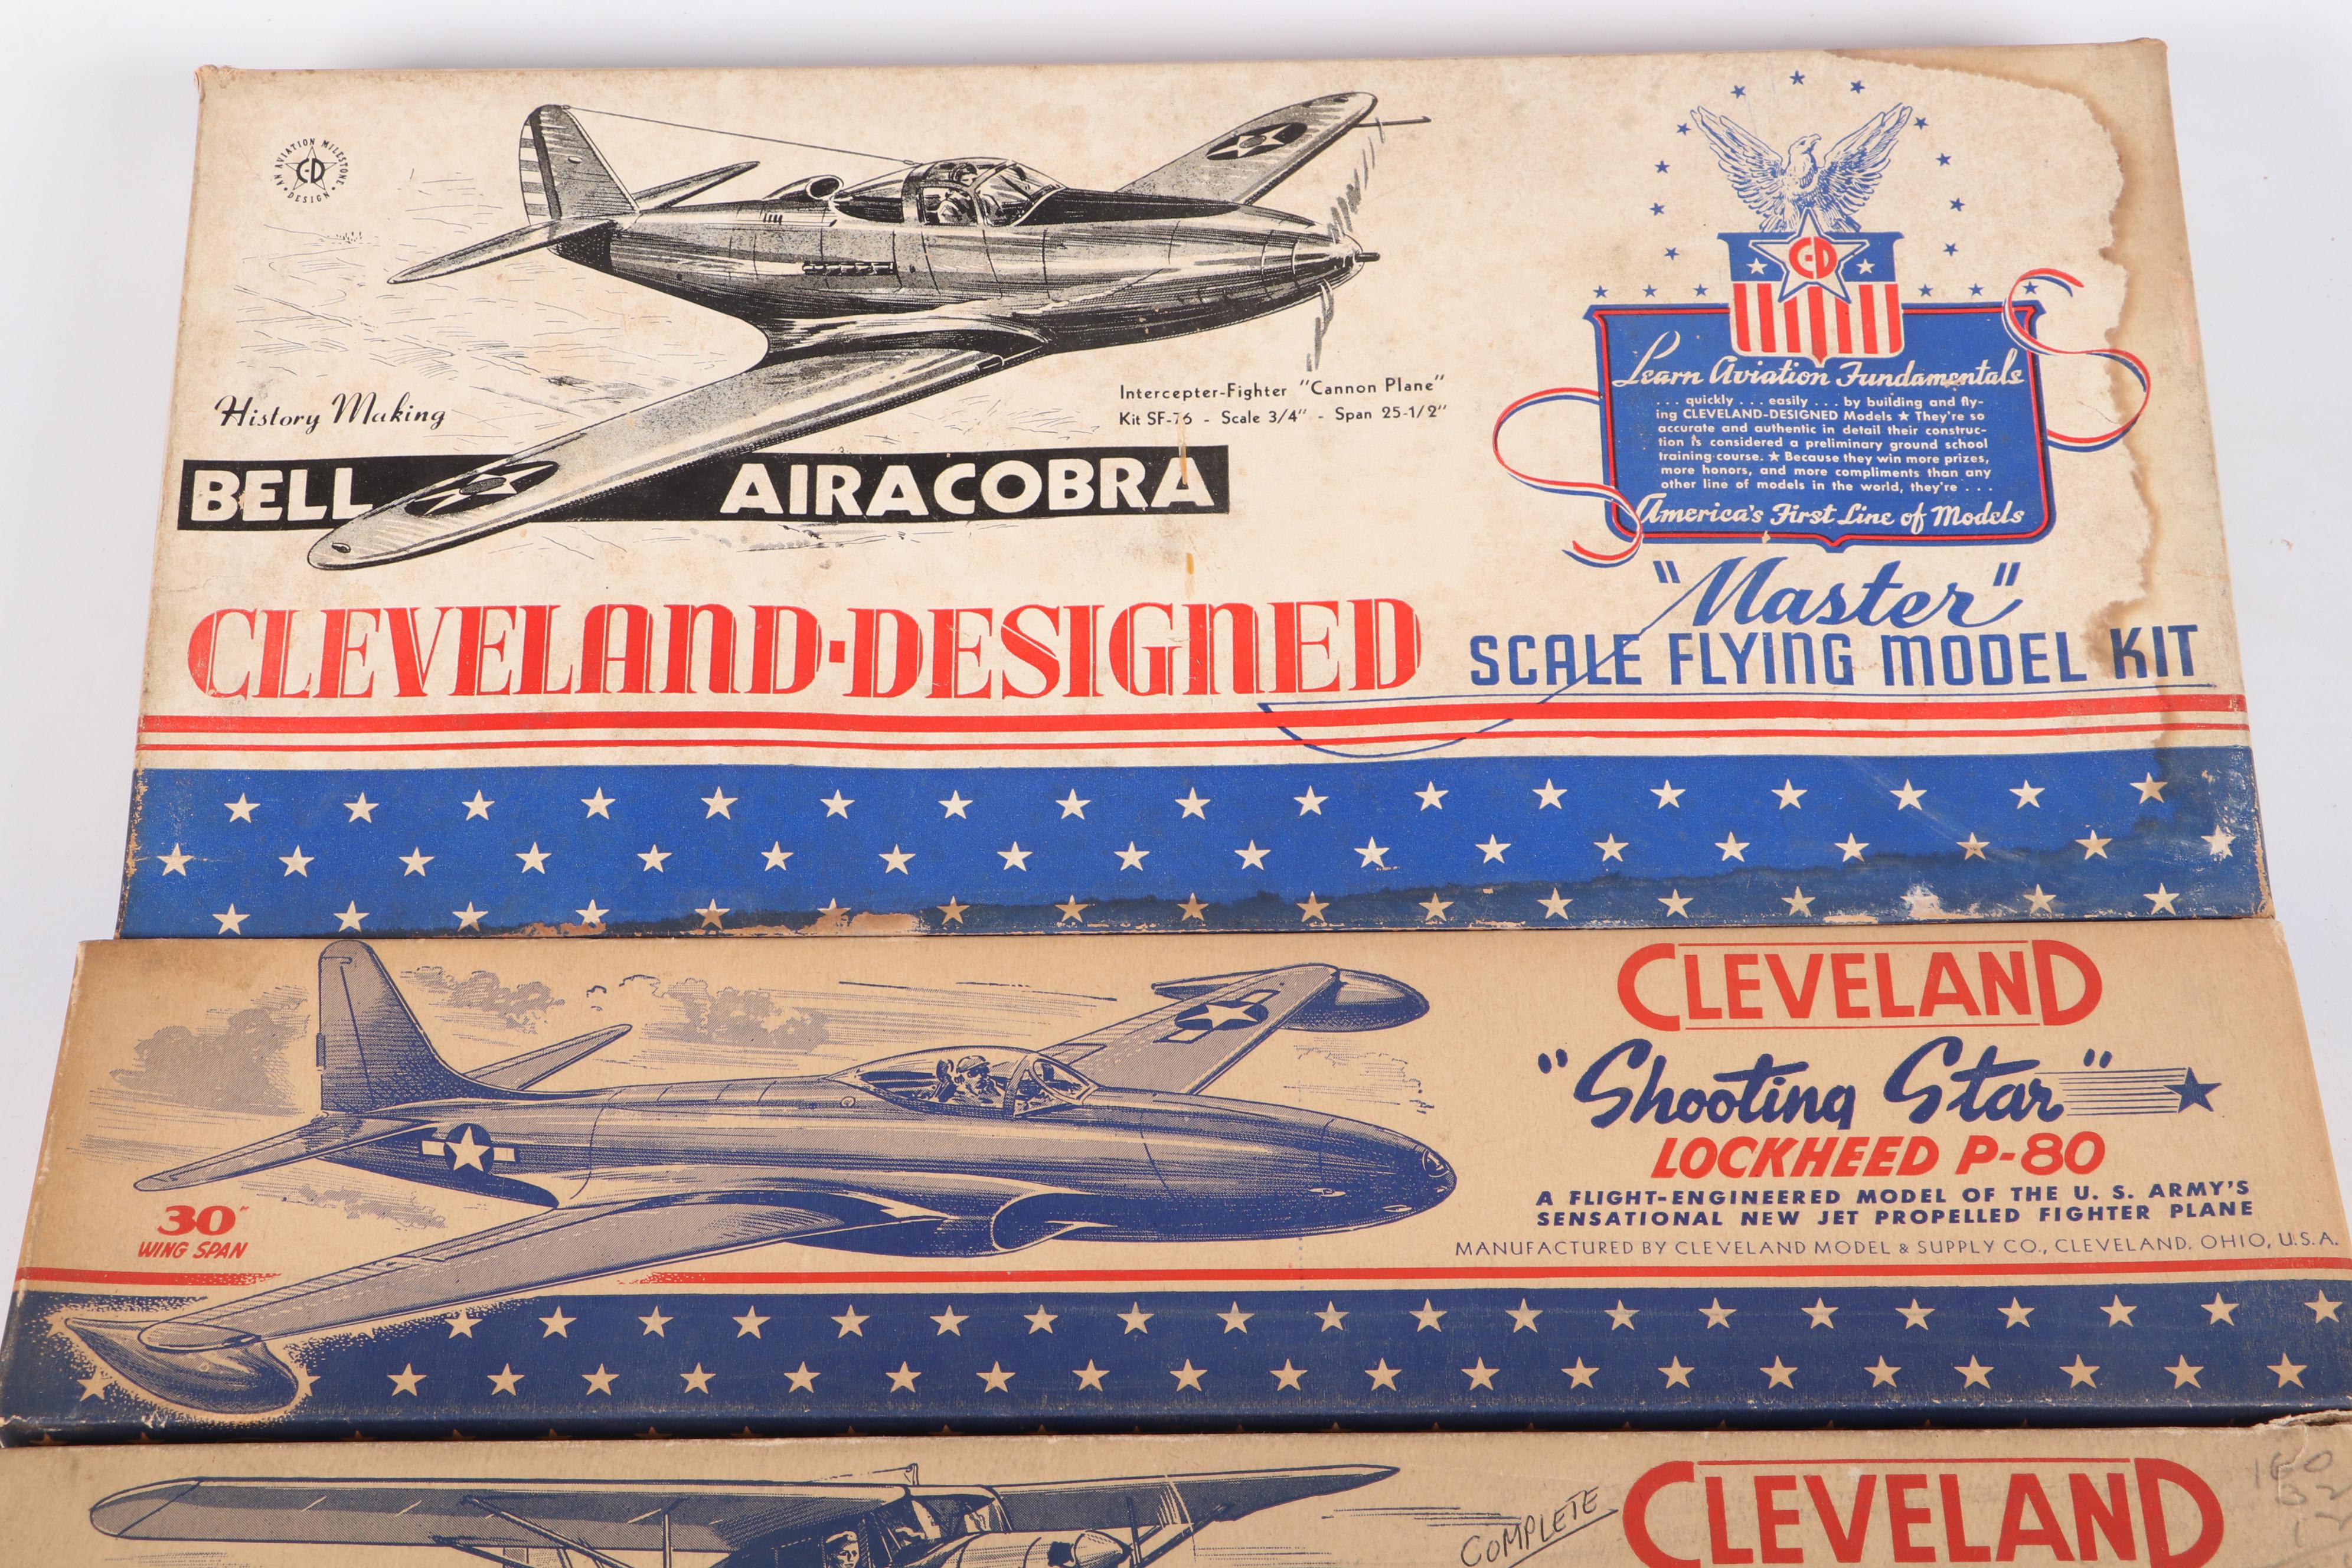 AN AVIATION MILESTONE DESIGN
C-D
History Making
BELL AIRACOBRA
Intercepter-Fighter "Cannon Plane"
Kit SF-76 - Scale 3/4" - Span 25-1/2"
C-D
Learn Aviation Fundamentals
... quickly ... easily ... by building and fly-
ing CLEVELAND-DESIGNED Models ★ They're so
accurate and authentic in detail their construc-
tion is considered a preliminary ground school
training course. ★ Because they win more prizes,
more honors, and more compliments than any
other line of models in the world, they're ...
America's First Line of Models
CLEVELAND-DESIGNED
"Master"
SCALE FLYING MODEL KIT
CLEVELAND
"Shooting Star"
LOCKHEED P-80
A FLIGHT-ENGINEERED MODEL OF THE U. S. ARMY'S
SENSATIONAL NEW JET PROPELLED FIGHTER PLANE
MANUFACTURED BY CLEVELAND MODEL & SUPPLY CO., CLEVELAND, OHIO, U.S.A.
30"
WING SPAN
COMPLETE
CLEVELAND